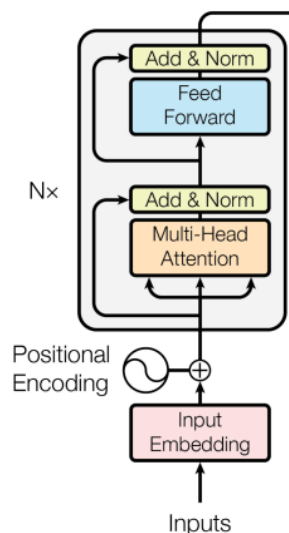 Add & Norm
Feed
Forward
N×
Add & Norm
Multi-Head
Attention
Positional
Encoding
Input
Embedding
Inputs